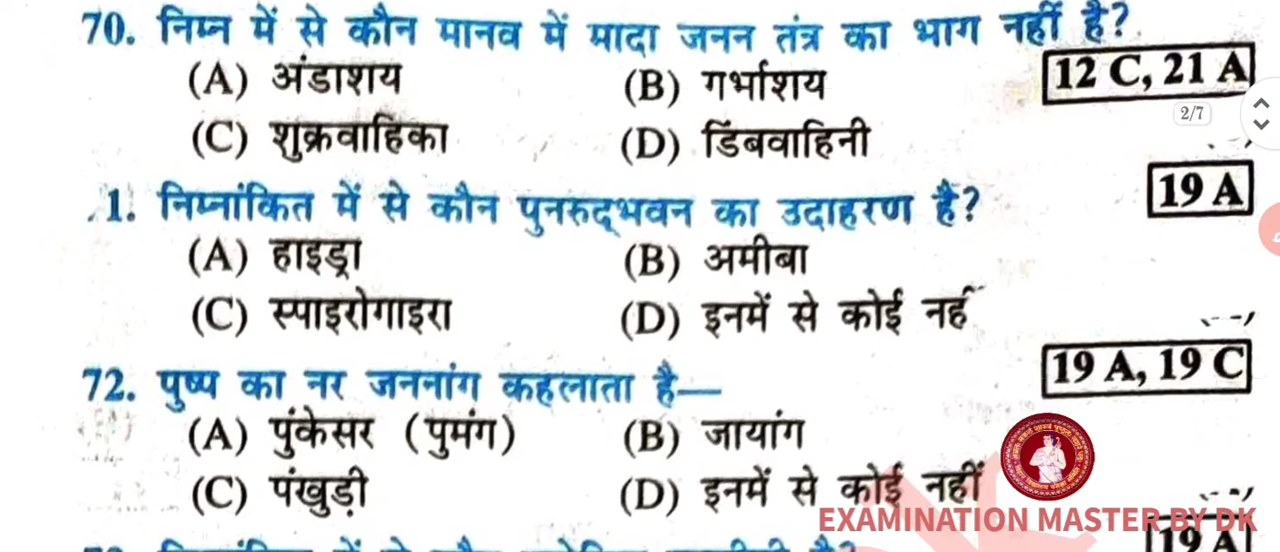 70. निम्न में से कौन मानव में मादा जनन तंत्र का भाग नहीं है?
(A) अंडाशय (B) गर्भाशय 12 C, 21 A
2/7
(C) शुक्रवाहिका (D) डिंबवाहिनी
1. निम्नांकित में से कौन पुनरुद्भवन का उदाहरण है? 19 A
(A) हाइड्रा (B) अमीबा
(C) स्पाइरोगाइरा (D) इनमें से कोई
72. पुष्प का नर जननांग कहलाता है— 19 A, 19 C
(A) पुंकेसर (पुमंग) (B) जायांग
(C) पंखुड़ी (D) इनमें से कोई नहीं
EXAMINATION MASTER BY DK
19 A